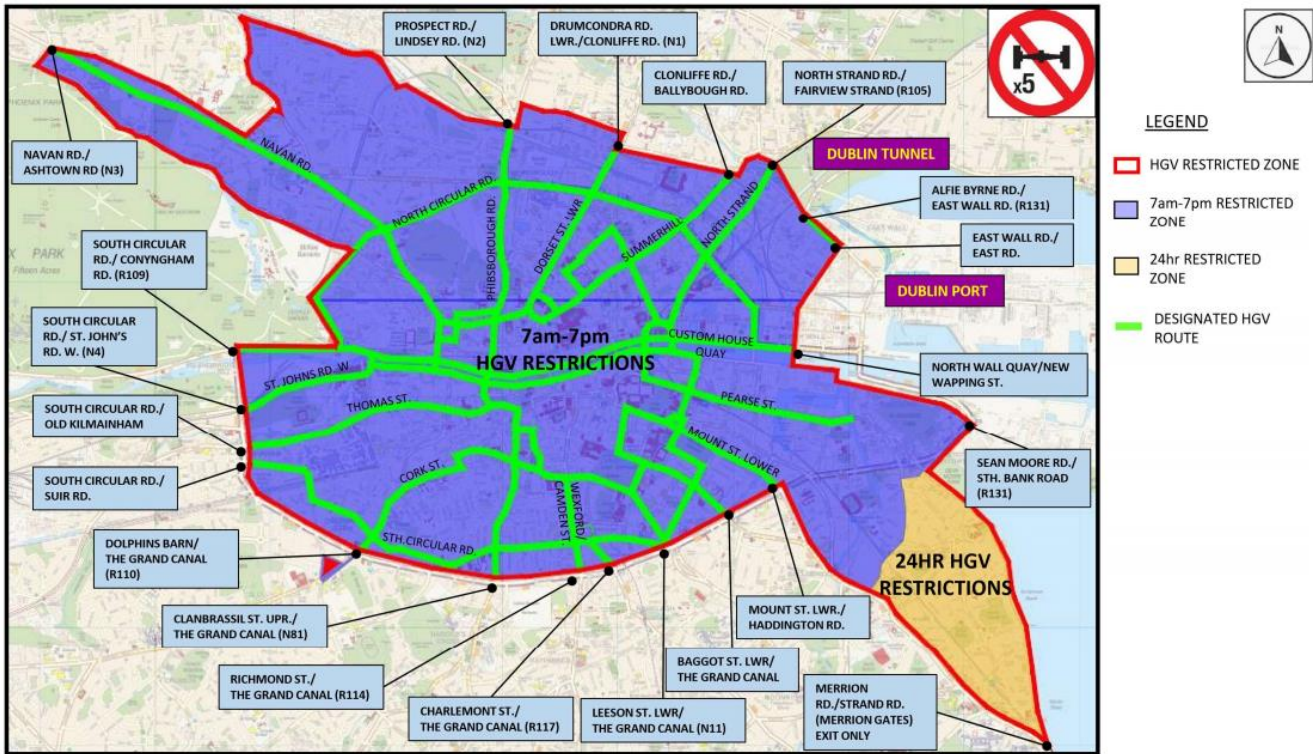 PROSPECT RD./
LINDSEY RD. (N2)
DRUMCONDRA RD.
LWR./CLONLIFFE RD. (N1)
CLONLIFFE RD./
BALLYBOUGH RD.
NORTH STRAND RD./
FAIRVIEW STRAND (R105)
x5
N
NAVAN RD./
ASHTOWN RD (N3)
DUBLIN TUNNEL
ALFIE BYRNE RD./
EAST WALL RD. (R131)
EAST WALL RD./
EAST RD.
DUBLIN PORT
SOUTH CIRCULAR
RD./ CONYNGHAM
RD. (R109)
SOUTH CIRCULAR
RD./ ST. JOHN'S
RD. W. (N4)
SOUTH CIRCULAR RD./
OLD KILMAINHAM
SOUTH CIRCULAR RD./
SUIR RD.
NORTH WALL QUAY/NEW
WAPPING ST.
SEAN MOORE RD./
STH. BANK ROAD
(R131)
DOLPHINS BARN/
THE GRAND CANAL
(R110)
CLANBRASSIL ST. UPR./
THE GRAND CANAL (N81)
RICHMOND ST./
THE GRAND CANAL (R114)
CHARLEMONT ST./
THE GRAND CANAL (R117)
LEESON ST. LWR/
THE GRAND CANAL (N11)
BAGGOT ST. LWR/
THE GRAND CANAL
MOUNT ST. LWR./
HADDINGTON RD.
MERRION
RD./STRAND RD.
(MERRION GATES)
EXIT ONLY
NAVAN RD.
NORTH CIRCULAR RD.
PHIBSBOROUGH RD.
DORSET ST. LWR
SUMMERHILL
NORTH STRAND
7am-7pm
HGV RESTRICTIONS
CUSTOM HOUSE
QUAY
ST. JOHNS RD. W
THOMAS ST.
PEARSE ST.
MOUNT ST. LOWER
CORK ST.
WEXFORD/
CAMDEN ST.
STH.CIRCULAR RD.
24HR HGV
RESTRICTIONS
PARK
Fifteen Acres
LEGEND
HGV RESTRICTED ZONE
7am-7pm RESTRICTED
ZONE
24hr RESTRICTED
ZONE
DESIGNATED HGV
ROUTE